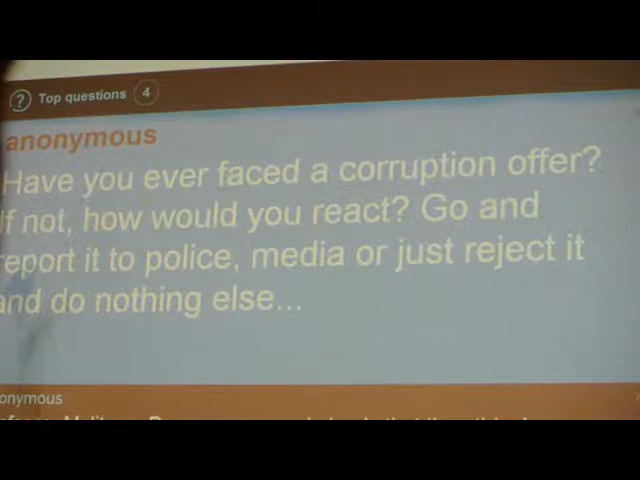 ? Top questions 4
anonymous
Have you ever faced a corruption offer?
If not, how would you react? Go and
report it to police, media or just reject it
and do nothing else...
onymous